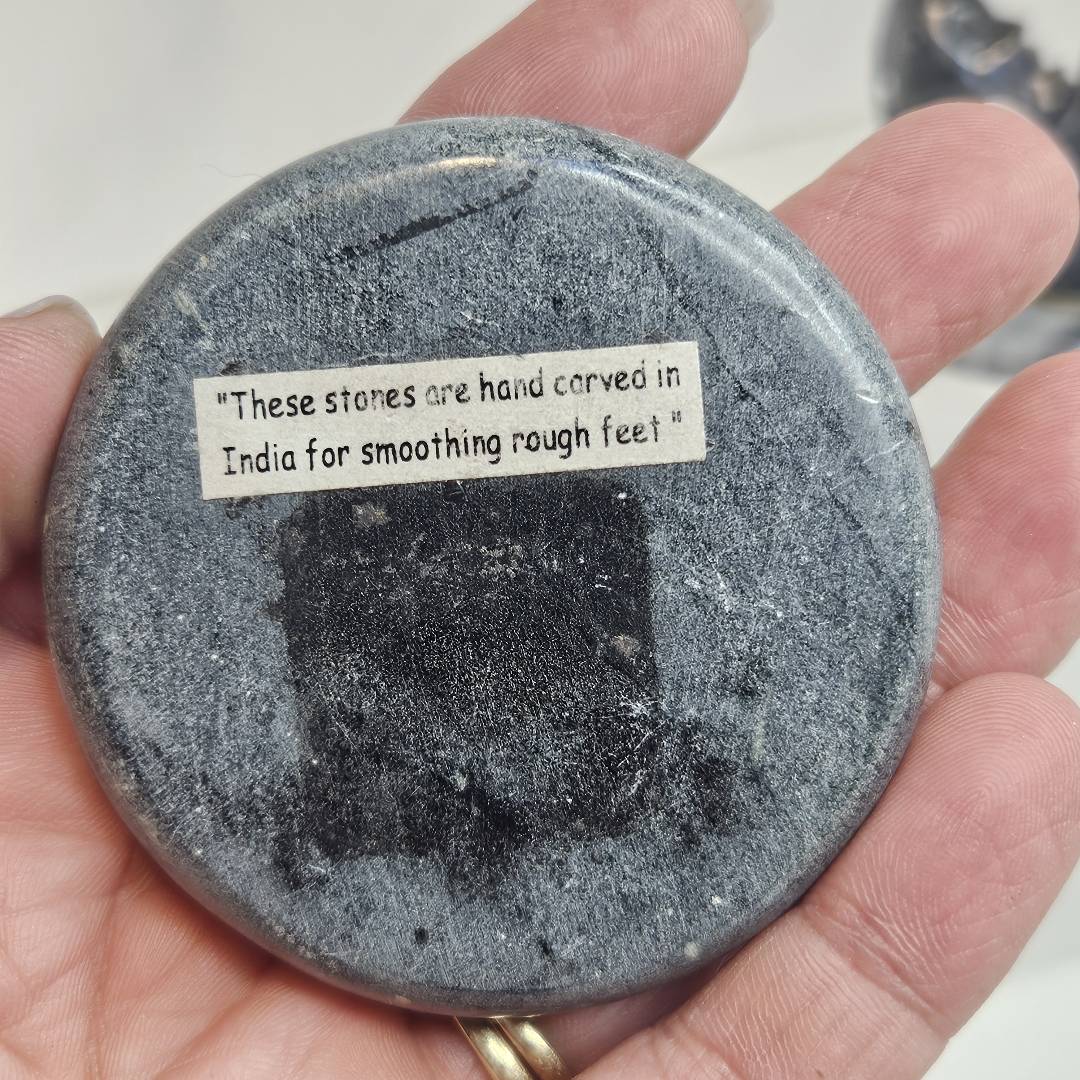 "These stones are hand carved in
India for smoothing rough feet "